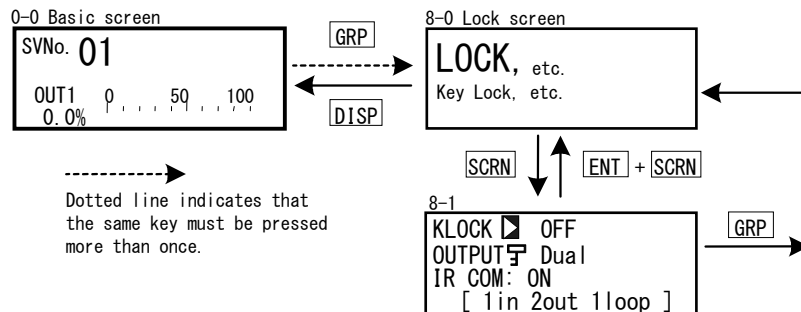 0-0 Basic screen
SVNo. 01
OUT1 0 50 100
0.0%
GRP
DISP
8-0 Lock screen
LOCK, etc.
Key Lock, etc.
Dotted line indicates that
the same key must be pressed
more than once.
SCRN
ENT + SCRN
8-1
KLOCK OFF
OUTPUT Dual
IR COM: ON
[ 1in 2out 1loop ]
GRP